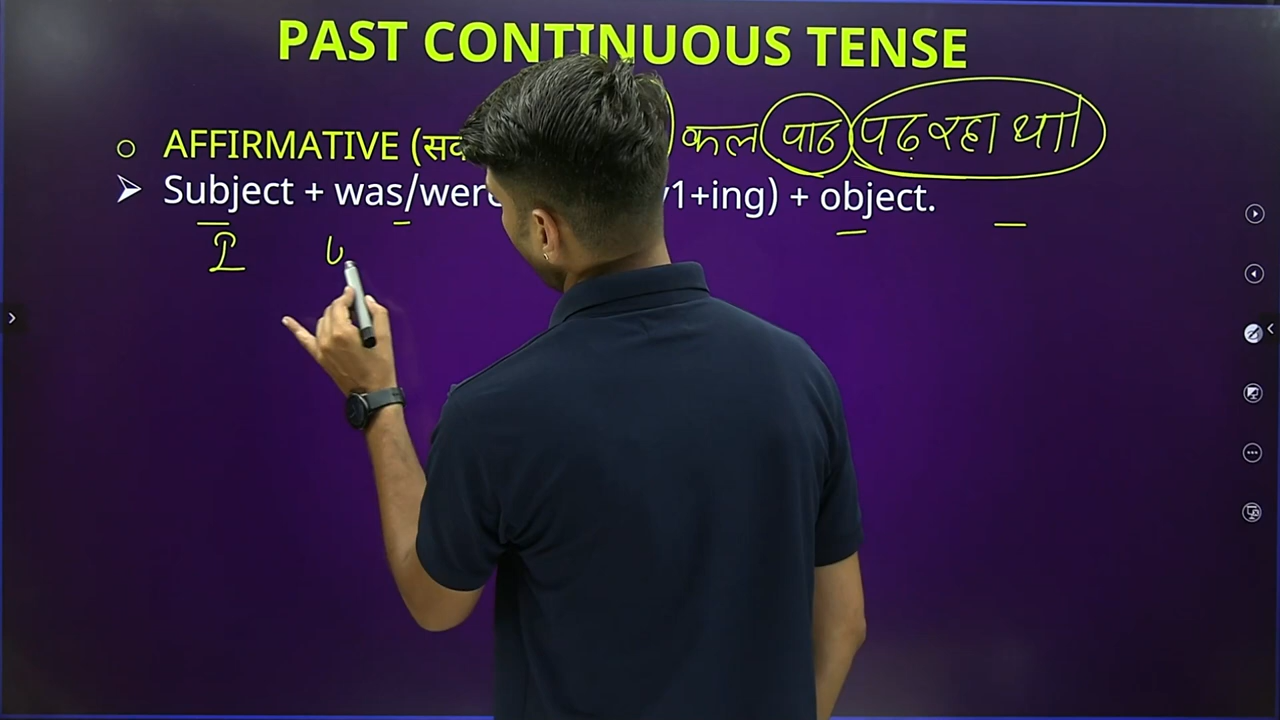 PAST CONTINUOUS TENSE
AFFIRMATIVE कल पाठ पढ़ रहा था।
Subject + was/were v1+ing) + object.
I